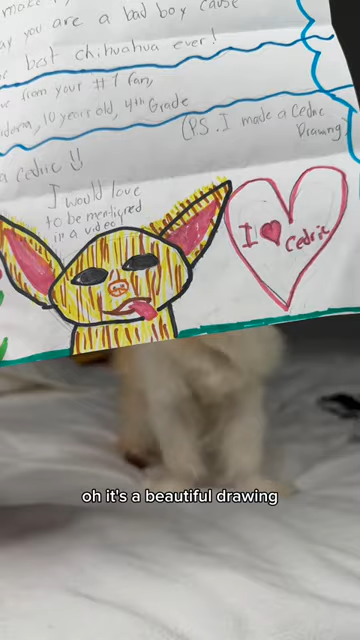 make
you are a bad boy cause
best chihuahua ever!
from your #1 fan,
10 years old, 4th Grade
(P.S. I made a Cedric
Drawing)
Cedric
I would love
to be mentioned
in a video
I Cedric
oh it's a beautiful drawing